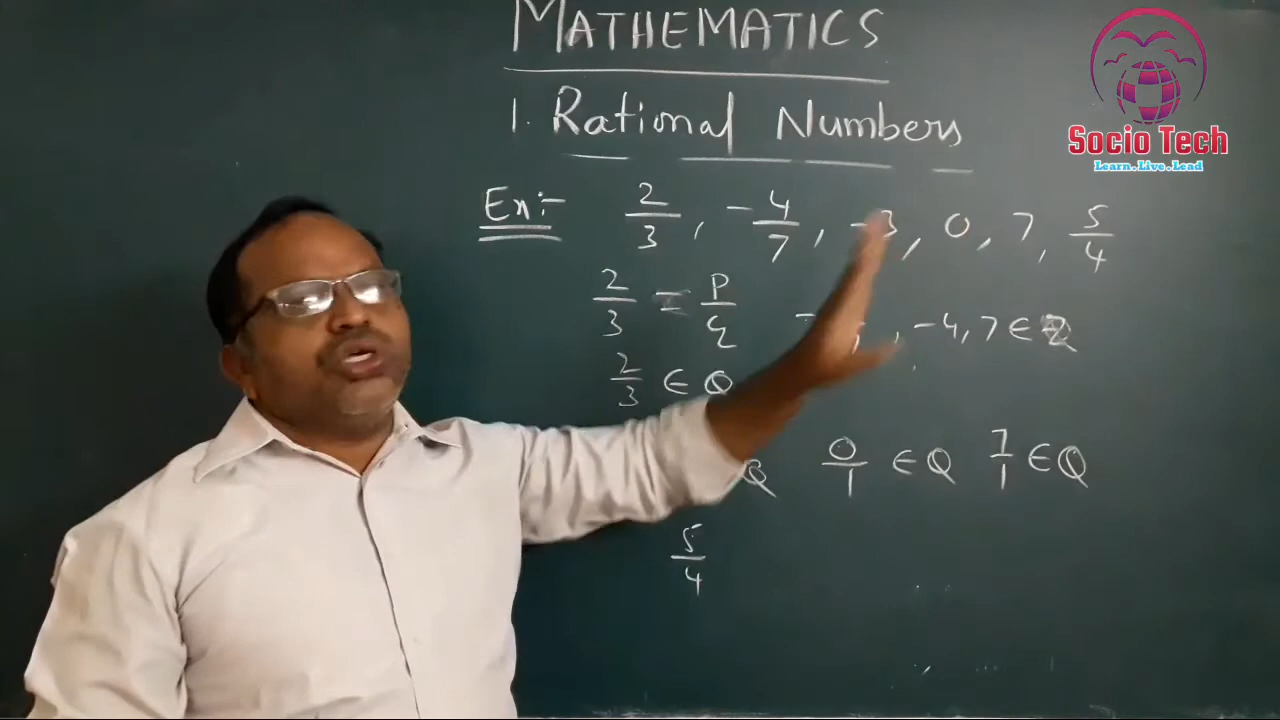 MATHEMATICS
Socio Tech
Learn.Live.Lead
1. Rational Numbers
Ex:- 2/3, -4/7, -3, 0, 7, 5/4
2/3 = P/q , -4, 7 ∈
2/3 ∈ Q
Q 0/1 ∈ Q 7/1 ∈ Q
5/4